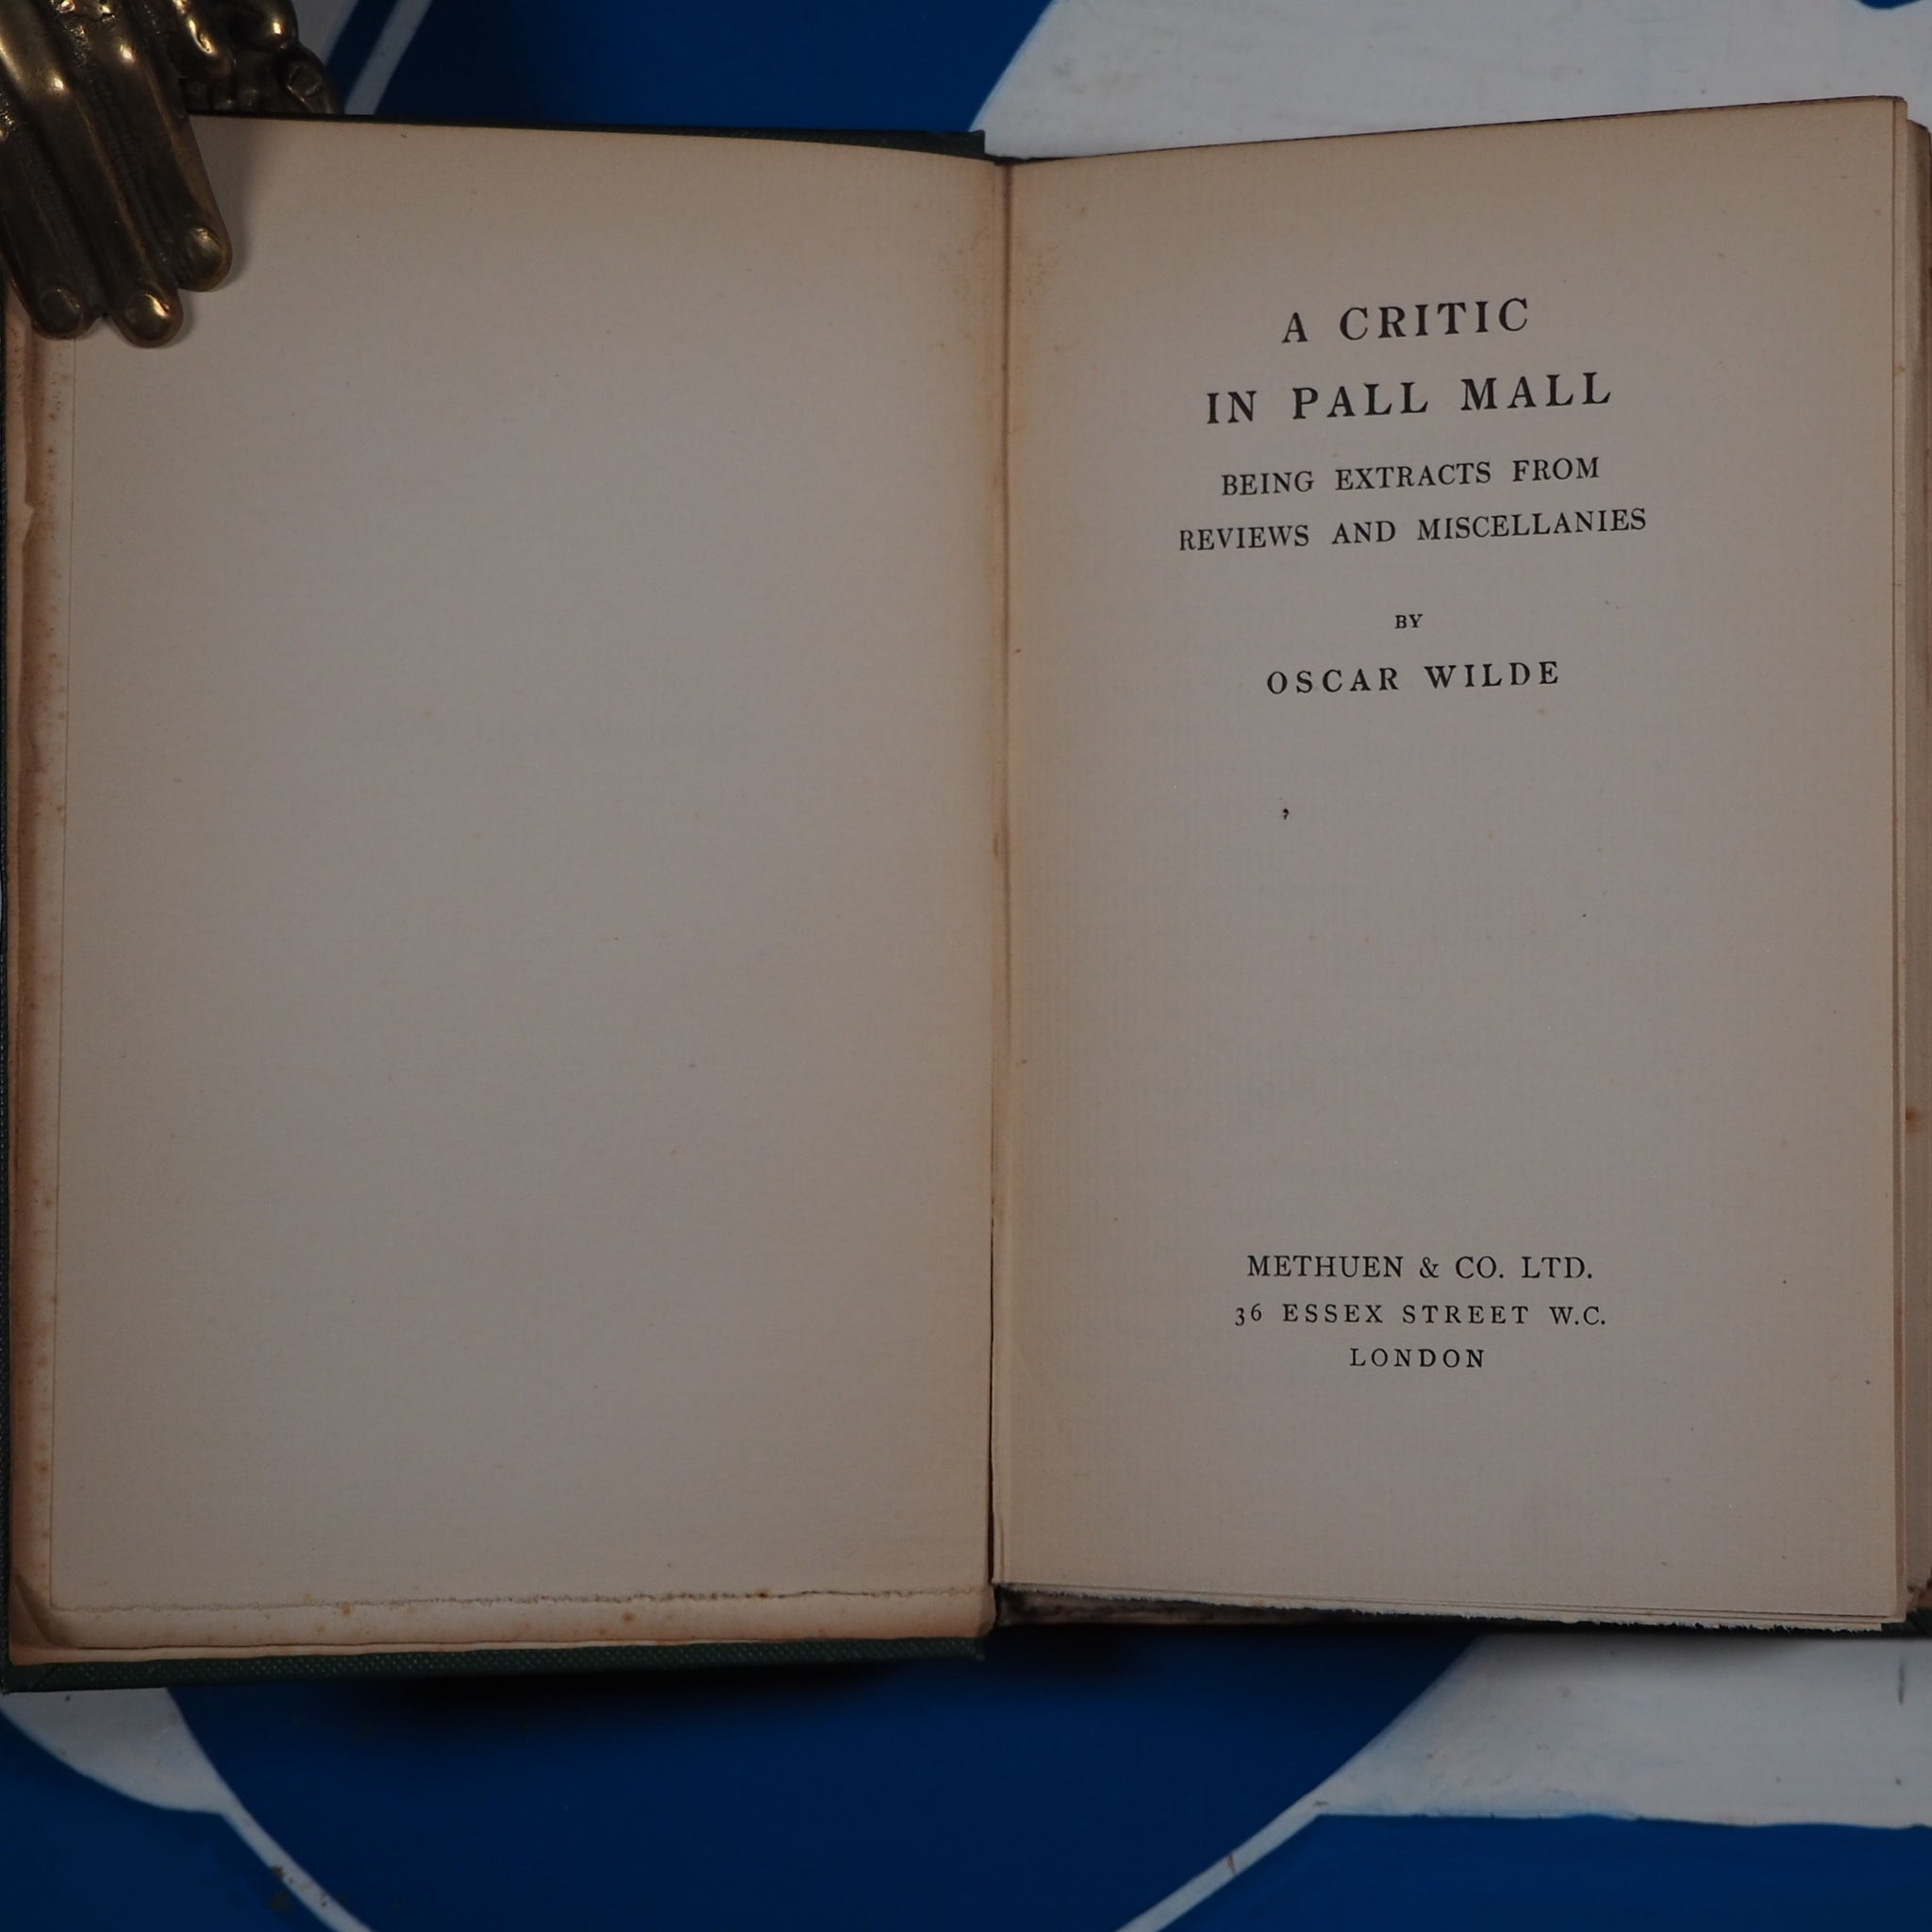 A CRITIC
IN PALL MALL
BEING EXTRACTS FROM
REVIEWS AND MISCELLANIES
BY
OSCAR WILDE
METHUEN & CO. LTD.
36 ESSEX STREET W.C.
LONDON